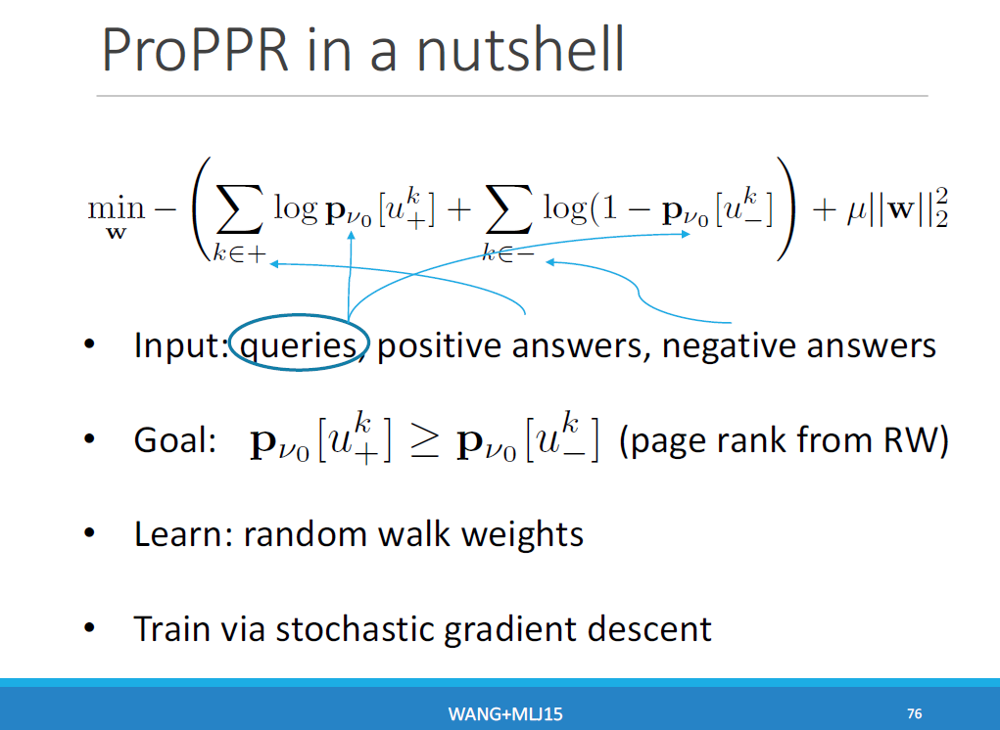 ProPPR in a nutshell
$\min_{\mathbf{w}} - \left( \sum_{k \in +} \log \mathbf{p}_{\nu_0}[u_+^k] + \sum_{k \in -} \log(1 - \mathbf{p}_{\nu_0}[u_-^k] \right) + \mu ||\mathbf{w}||_2^2$
• Input: queries, positive answers, negative answers
• Goal: $\mathbf{p}_{\nu_0}[u_+^k] \geq \mathbf{p}_{\nu_0}[u_-^k]$ (page rank from RW)
• Learn: random walk weights
• Train via stochastic gradient descent
WANG+MLJ15
76